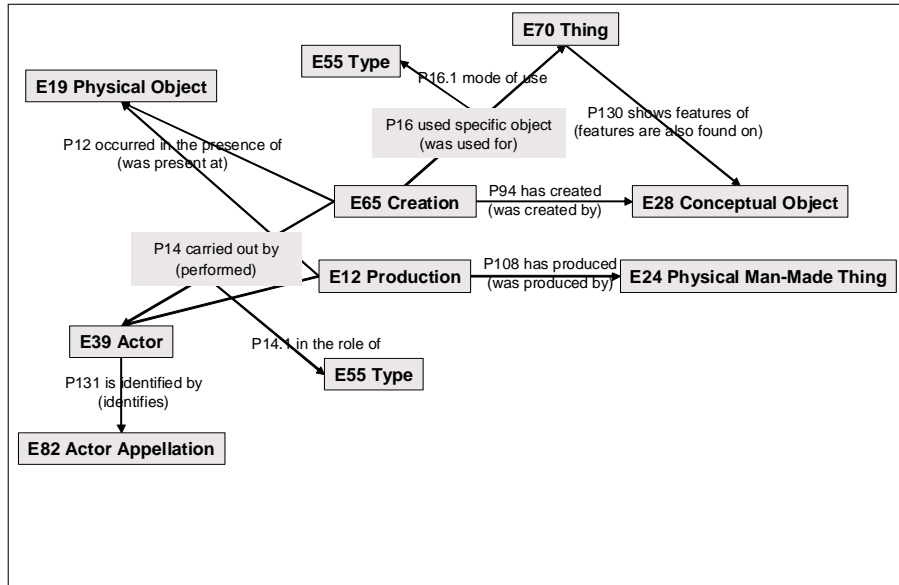 E70 Thing
E55 Type
P16.1 mode of use
E19 Physical Object
P130 shows features of
(features are also found on)
P16 used specific object
(was used for)
P12 occurred in the presence of
(was present at)
E65 Creation
P94 has created
(was created by)
E28 Conceptual Object
P14 carried out by
(performed)
E12 Production
P108 has produced
(was produced by)
E24 Physical Man-Made Thing
E39 Actor
P14.1 in the role of
E55 Type
P131 is identified by
(identifies)
E82 Actor Appellation